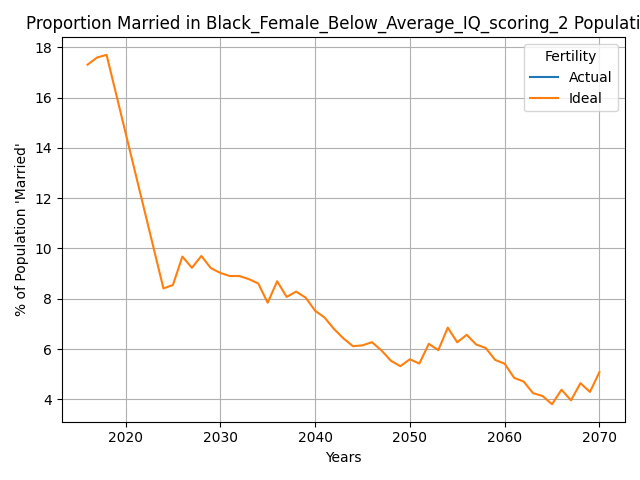 Proportion Married in Black_Female_Below_Average_IQ_scoring_2 Populati
18
16
14
12
10
8
6
4
% of Population 'Married'
Fertility
Actual
Ideal
2020 2030 2040 2050 2060 2070
Years